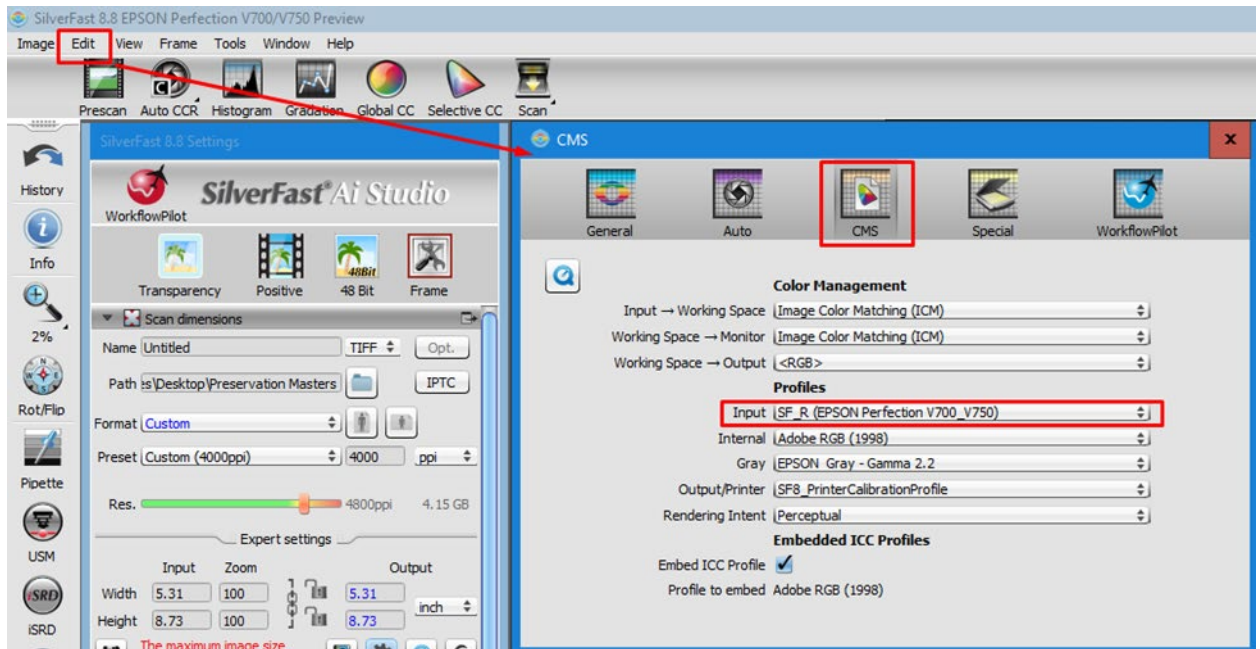 SilverFast 8.8 EPSON Perfection V700/V750 Preview
Image Edit View Frame Tools Window Help
Prescan Auto CCR Histogram Gradation Global CC Selective CC Scan
History
Info
2%
Rot/Flip
Pipette
USM
iSRD
iSRD
SilverFast 8.8 Settings
WorkflowPilot
SilverFast® Ai Studio
48Bit
Transparency Positive 48 Bit Frame
Scan dimensions
Name Untitled TIFF Opt.
Path es\Desktop\Preservation Masters IPTC
Format Custom
Preset Custom (4000ppi) 4000 ppi
Res. 4800ppi 4.15 GB
Expert settings
Input Zoom Output
Width 5.31 100 5.31
inch
Height 8.73 100 8.73
The maximum image size
CMS x
General Auto CMS Special WorkflowPilot
Color Management
Input → Working Space Image Color Matching (ICM)
Working Space → Monitor Image Color Matching (ICM)
Working Space → Output <RGB>
Profiles
Input SF_R (EPSON Perfection V700_V750)
Internal Adobe RGB (1998)
Gray EPSON Gray - Gamma 2.2
Output/Printer SF8_PrinterCalibrationProfile
Rendering Intent Perceptual
Embedded ICC Profiles
Embed ICC Profile
Profile to embed Adobe RGB (1998)